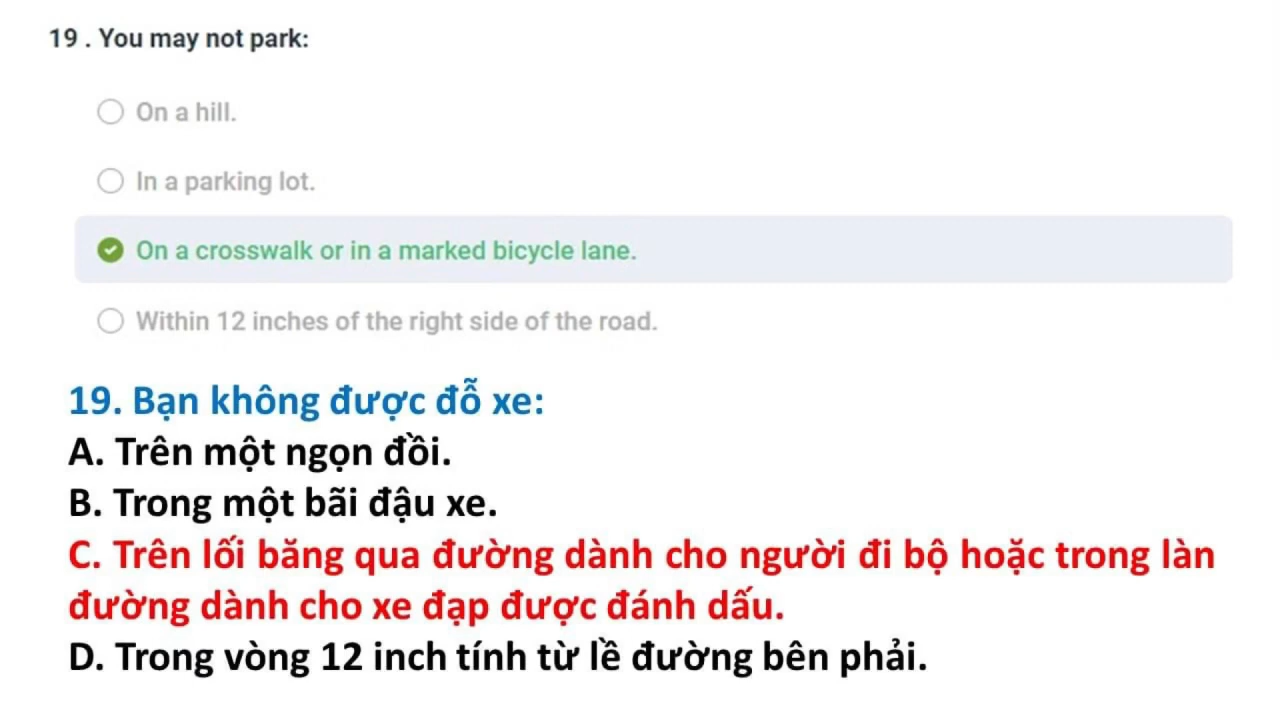 19 . You may not park:
On a hill.
In a parking lot.
On a crosswalk or in a marked bicycle lane.
Within 12 inches of the right side of the road.
19. Bạn không được đỗ xe:
A. Trên một ngọn đồi.
B. Trong một bãi đậu xe.
C. Trên lối băng qua đường dành cho người đi bộ hoặc trong làn
đường dành cho xe đạp được đánh dấu.
D. Trong vòng 12 inch tính từ lề đường bên phải.